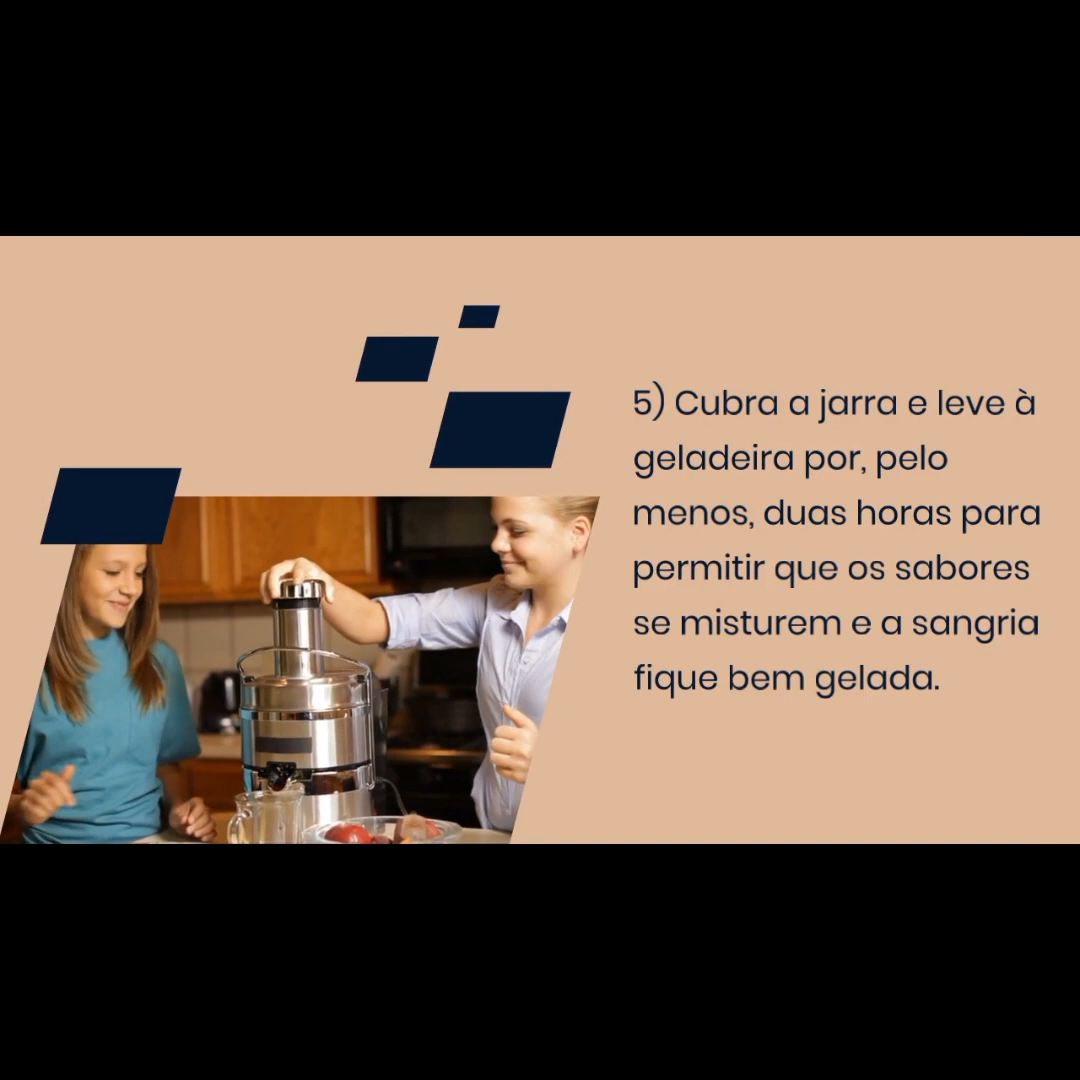 5) Cubra a jarra e leve à
geladeira por, pelo
menos, duas horas para
permitir que os sabores
se misturem e a sangria
fique bem gelada.